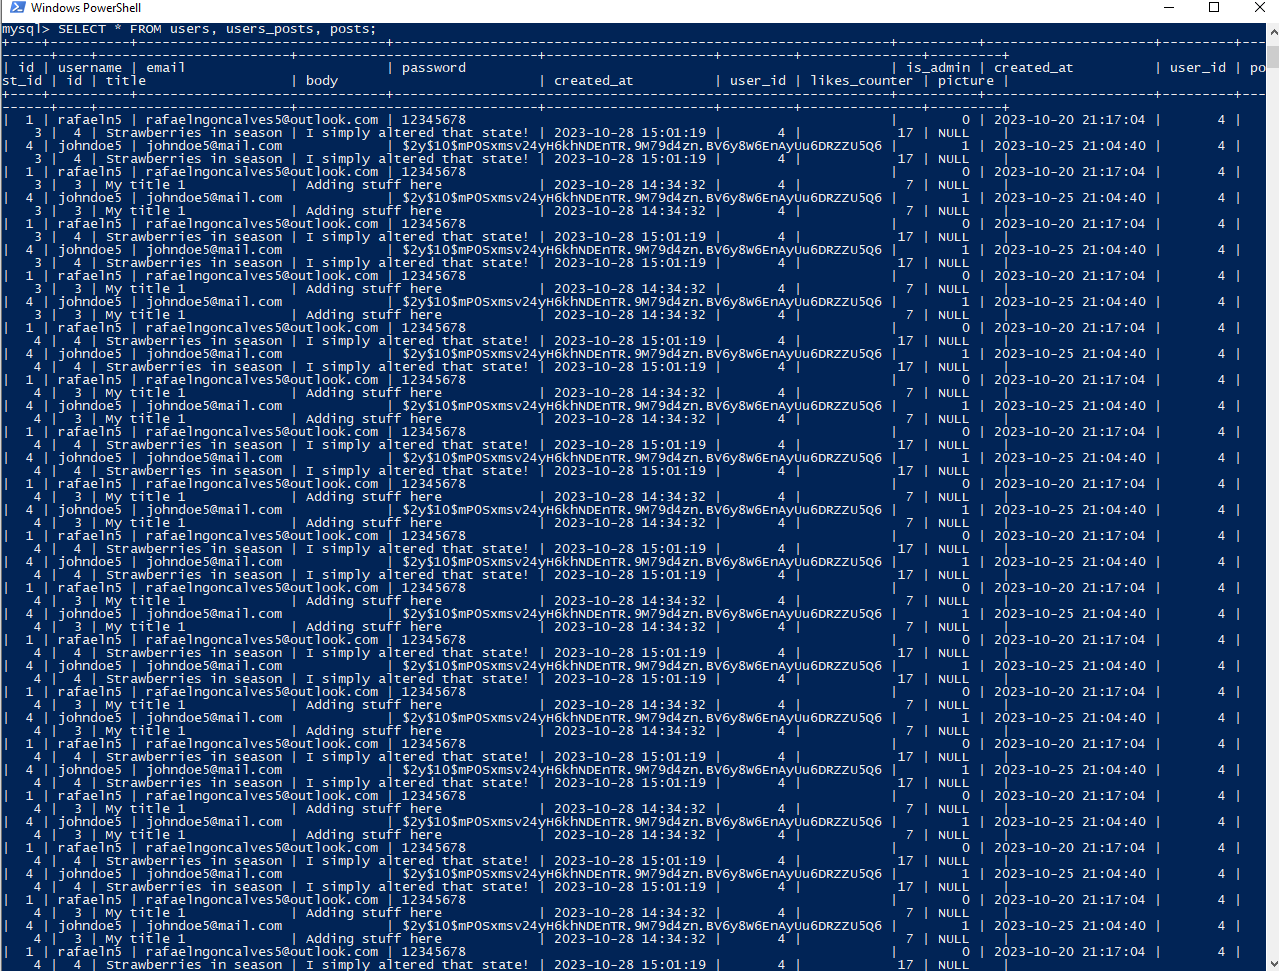 Windows PowerShell
mysql> SELECT * FROM users, users_posts, posts;
| id | username | email | password | is_admin | created_at | user_id | po
st_id | id | title | body | created_at | user_id | likes_counter | picture |
| 1 | rafaeln5 | rafaelngoncalves5@outlook.com | 12345678 | 0 | 2023-10-20 21:17:04 | 4 |
3 | 4 | Strawberries in season | I simply altered that state! | 2023-10-28 15:01:19 | 4 | 17 | NULL |
| 4 | johndoe5 | johndoe5@mail.com | $2y$10$mP0Sxmsv24yH6khNDEnTR.9M79d4zn.BV6y8W6EnAyUu6DRZZU5Q6 | 1 | 2023-10-25 21:04:40 | 4 |
3 | 4 | Strawberries in season | I simply altered that state! | 2023-10-28 15:01:19 | 4 | 17 | NULL |
| 1 | rafaeln5 | rafaelngoncalves5@outlook.com | 12345678 | 0 | 2023-10-20 21:17:04 | 4 |
3 | 3 | My title 1 | Adding stuff here | 2023-10-28 14:34:32 | 4 | 7 | NULL |
| 4 | johndoe5 | johndoe5@mail.com | $2y$10$mP0Sxmsv24yH6khNDEnTR.9M79d4zn.BV6y8W6EnAyUu6DRZZU5Q6 | 1 | 2023-10-25 21:04:40 | 4 |
3 | 3 | My title 1 | Adding stuff here | 2023-10-28 14:34:32 | 4 | 7 | NULL |
| 1 | rafaeln5 | rafaelngoncalves5@outlook.com | 12345678 | 0 | 2023-10-20 21:17:04 | 4 |
3 | 4 | Strawberries in season | I simply altered that state! | 2023-10-28 15:01:19 | 4 | 17 | NULL |
| 4 | johndoe5 | johndoe5@mail.com | $2y$10$mP0Sxmsv24yH6khNDEnTR.9M79d4zn.BV6y8W6EnAyUu6DRZZU5Q6 | 1 | 2023-10-25 21:04:40 | 4 |
3 | 4 | Strawberries in season | I simply altered that state! | 2023-10-28 15:01:19 | 4 | 17 | NULL |
| 1 | rafaeln5 | rafaelngoncalves5@outlook.com | 12345678 | 0 | 2023-10-20 21:17:04 | 4 |
3 | 3 | My title 1 | Adding stuff here | 2023-10-28 14:34:32 | 4 | 7 | NULL |
| 4 | johndoe5 | johndoe5@mail.com | $2y$10$mP0Sxmsv24yH6khNDEnTR.9M79d4zn.BV6y8W6EnAyUu6DRZZU5Q6 | 1 | 2023-10-25 21:04:40 | 4 |
3 | 3 | My title 1 | Adding stuff here | 2023-10-28 14:34:32 | 4 | 7 | NULL |
| 1 | rafaeln5 | rafaelngoncalves5@outlook.com | 12345678 | 0 | 2023-10-20 21:17:04 | 4 |
4 | 4 | Strawberries in season | I simply altered that state! | 2023-10-28 15:01:19 | 4 | 17 | NULL |
| 4 | johndoe5 | johndoe5@mail.com | $2y$10$mP0Sxmsv24yH6khNDEnTR.9M79d4zn.BV6y8W6EnAyUu6DRZZU5Q6 | 1 | 2023-10-25 21:04:40 | 4 |
4 | 4 | Strawberries in season | I simply altered that state! | 2023-10-28 15:01:19 | 4 | 17 | NULL |
| 1 | rafaeln5 | rafaelngoncalves5@outlook.com | 12345678 | 0 | 2023-10-20 21:17:04 | 4 |
4 | 3 | My title 1 | Adding stuff here | 2023-10-28 14:34:32 | 4 | 7 | NULL |
| 4 | johndoe5 | johndoe5@mail.com | $2y$10$mP0Sxmsv24yH6khNDEnTR.9M79d4zn.BV6y8W6EnAyUu6DRZZU5Q6 | 1 | 2023-10-25 21:04:40 | 4 |
4 | 3 | My title 1 | Adding stuff here | 2023-10-28 14:34:32 | 4 | 7 | NULL |
| 1 | rafaeln5 | rafaelngoncalves5@outlook.com | 12345678 | 0 | 2023-10-20 21:17:04 | 4 |
4 | 4 | Strawberries in season | I simply altered that state! | 2023-10-28 15:01:19 | 4 | 17 | NULL |
| 4 | johndoe5 | johndoe5@mail.com | $2y$10$mP0Sxmsv24yH6khNDEnTR.9M79d4zn.BV6y8W6EnAyUu6DRZZU5Q6 | 1 | 2023-10-25 21:04:40 | 4 |
4 | 4 | Strawberries in season | I simply altered that state! | 2023-10-28 15:01:19 | 4 | 17 | NULL |
| 1 | rafaeln5 | rafaelngoncalves5@outlook.com | 12345678 | 0 | 2023-10-20 21:17:04 | 4 |
4 | 3 | My title 1 | Adding stuff here | 2023-10-28 14:34:32 | 4 | 7 | NULL |
| 4 | johndoe5 | johndoe5@mail.com | $2y$10$mP0Sxmsv24yH6khNDEnTR.9M79d4zn.BV6y8W6EnAyUu6DRZZU5Q6 | 1 | 2023-10-25 21:04:40 | 4 |
4 | 3 | My title 1 | Adding stuff here | 2023-10-28 14:34:32 | 4 | 7 | NULL |
| 1 | rafaeln5 | rafaelngoncalves5@outlook.com | 12345678 | 0 | 2023-10-20 21:17:04 | 4 |
4 | 4 | Strawberries in season | I simply altered that state! | 2023-10-28 15:01:19 | 4 | 17 | NULL |
| 4 | johndoe5 | johndoe5@mail.com | $2y$10$mP0Sxmsv24yH6khNDEnTR.9M79d4zn.BV6y8W6EnAyUu6DRZZU5Q6 | 1 | 2023-10-25 21:04:40 | 4 |
4 | 4 | Strawberries in season | I simply altered that state! | 2023-10-28 15:01:19 | 4 | 17 | NULL |
| 1 | rafaeln5 | rafaelngoncalves5@outlook.com | 12345678 | 0 | 2023-10-20 21:17:04 | 4 |
4 | 3 | My title 1 | Adding stuff here | 2023-10-28 14:34:32 | 4 | 7 | NULL |
| 4 | johndoe5 | johndoe5@mail.com | $2y$10$mP0Sxmsv24yH6khNDEnTR.9M79d4zn.BV6y8W6EnAyUu6DRZZU5Q6 | 1 | 2023-10-25 21:04:40 | 4 |
4 | 3 | My title 1 | Adding stuff here | 2023-10-28 14:34:32 | 4 | 7 | NULL |
| 1 | rafaeln5 | rafaelngoncalves5@outlook.com | 12345678 | 0 | 2023-10-20 21:17:04 | 4 |
4 | 4 | Strawberries in season | I simply altered that state! | 2023-10-28 15:01:19 | 4 | 17 | NULL |
| 4 | johndoe5 | johndoe5@mail.com | $2y$10$mP0Sxmsv24yH6khNDEnTR.9M79d4zn.BV6y8W6EnAyUu6DRZZU5Q6 | 1 | 2023-10-25 21:04:40 | 4 |
4 | 4 | Strawberries in season | I simply altered that state! | 2023-10-28 15:01:19 | 4 | 17 | NULL |
| 1 | rafaeln5 | rafaelngoncalves5@outlook.com | 12345678 | 0 | 2023-10-20 21:17:04 | 4 |
4 | 3 | My title 1 | Adding stuff here | 2023-10-28 14:34:32 | 4 | 7 | NULL |
| 4 | johndoe5 | johndoe5@mail.com | $2y$10$mP0Sxmsv24yH6khNDEnTR.9M79d4zn.BV6y8W6EnAyUu6DRZZU5Q6 | 1 | 2023-10-25 21:04:40 | 4 |
4 | 3 | My title 1 | Adding stuff here | 2023-10-28 14:34:32 | 4 | 7 | NULL |
| 1 | rafaeln5 | rafaelngoncalves5@outlook.com | 12345678 | 0 | 2023-10-20 21:17:04 | 4 |
4 | 4 | Strawberries in season | I simply altered that state! | 2023-10-28 15:01:19 | 4 | 17 | NULL |
| 4 | johndoe5 | johndoe5@mail.com | $2y$10$mP0Sxmsv24yH6khNDEnTR.9M79d4zn.BV6y8W6EnAyUu6DRZZU5Q6 | 1 | 2023-10-25 21:04:40 | 4 |
4 | 4 | Strawberries in season | I simply altered that state! | 2023-10-28 15:01:19 | 4 | 17 | NULL |
| 1 | rafaeln5 | rafaelngoncalves5@outlook.com | 12345678 | 0 | 2023-10-20 21:17:04 | 4 |
4 | 3 | My title 1 | Adding stuff here | 2023-10-28 14:34:32 | 4 | 7 | NULL |
| 4 | johndoe5 | johndoe5@mail.com | $2y$10$mP0Sxmsv24yH6khNDEnTR.9M79d4zn.BV6y8W6EnAyUu6DRZZU5Q6 | 1 | 2023-10-25 21:04:40 | 4 |
4 | 3 | My title 1 | Adding stuff here | 2023-10-28 14:34:32 | 4 | 7 | NULL |
| 1 | rafaeln5 | rafaelngoncalves5@outlook.com | 12345678 | 0 | 2023-10-20 21:17:04 | 4 |
4 | 4 | Strawberries in season | I simply altered that state! | 2023-10-28 15:01:19 | 4 | 17 | NULL |
| 4 | johndoe5 | johndoe5@mail.com | $2y$10$mP0Sxmsv24yH6khNDEnTR.9M79d4zn.BV6y8W6EnAyUu6DRZZU5Q6 | 1 | 2023-10-25 21:04:40 | 4 |
4 | 4 | Strawberries in season | I simply altered that state! | 2023-10-28 15:01:19 | 4 | 17 | NULL |
| 1 | rafaeln5 | rafaelngoncalves5@outlook.com | 12345678 | 0 | 2023-10-20 21:17:04 | 4 |
4 | 3 | My title 1 | Adding stuff here | 2023-10-28 14:34:32 | 4 | 7 | NULL |
| 4 | johndoe5 | johndoe5@mail.com | $2y$10$mP0Sxmsv24yH6khNDEnTR.9M79d4zn.BV6y8W6EnAyUu6DRZZU5Q6 | 1 | 2023-10-25 21:04:40 | 4 |
4 | 3 | My title 1 | Adding stuff here | 2023-10-28 14:34:32 | 4 | 7 | NULL |
| 1 | rafaeln5 | rafaelngoncalves5@outlook.com | 12345678 | 0 | 2023-10-20 21:17:04 | 4 |
4 | 4 | Strawberries in season | I simply altered that state! | 2023-10-28 15:01:19 | 4 | 17 | NULL |